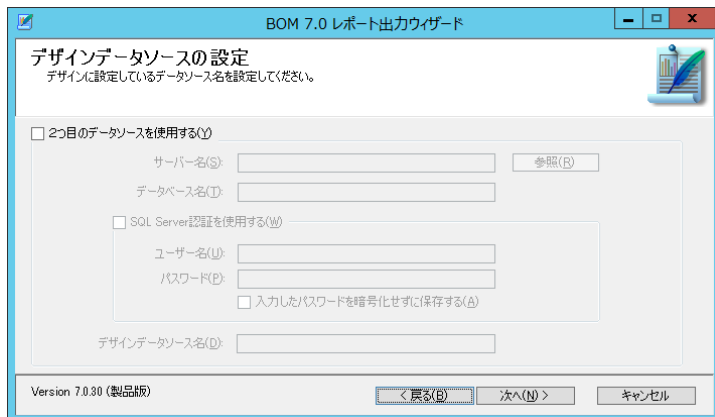 BOM 7.0 レポート出力ウィザード
デザインデータソースの設定
デザインに設定しているデータソース名を設定してください。
2つ目のデータソースを使用する(Y)
サーバー名(S):
参照(R)
データベース名(T):
SQL Server認証を使用する(W)
ユーザー名(U):
パスワード(P):
入力したパスワードを暗号化せずに保存する(A)
デザインデータソース名(D):
Version 7.0.30 (製品版)
< 戻る(B)
次へ(N) >
キャンセル